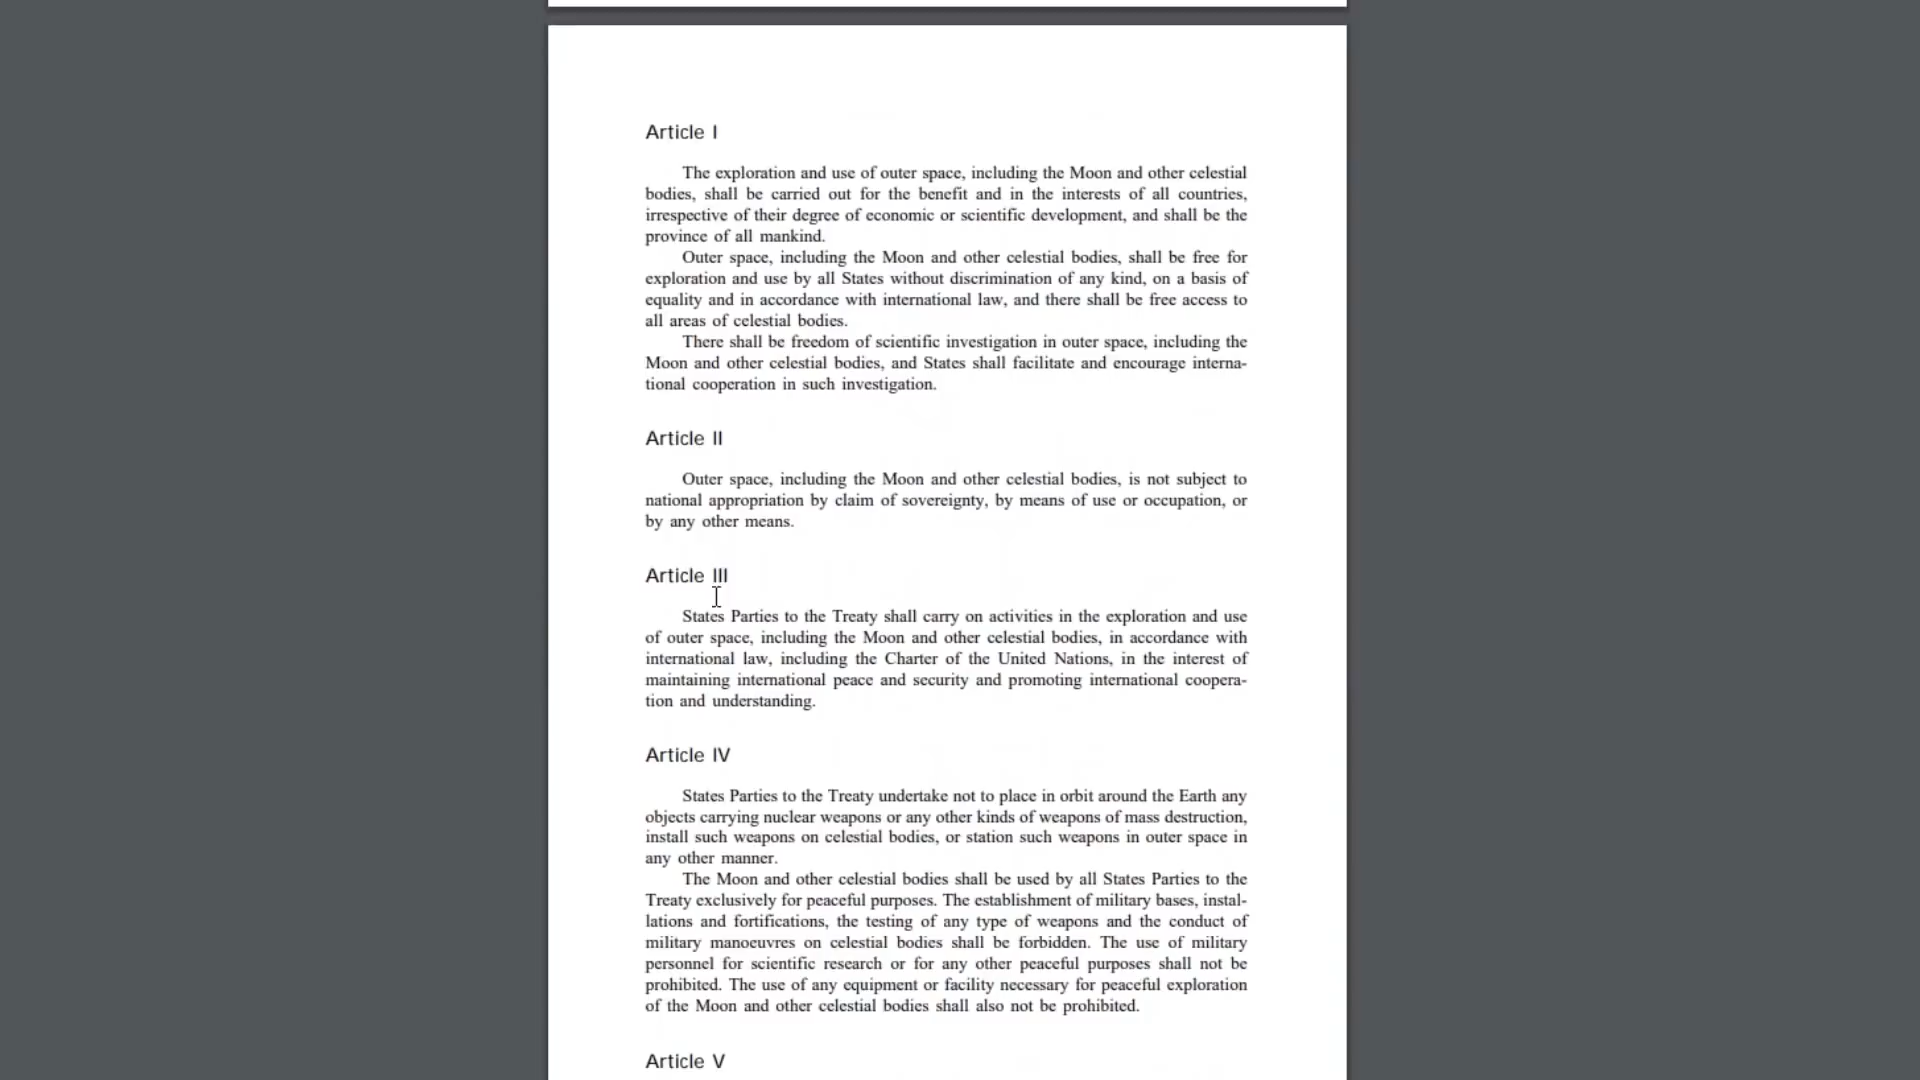 Article I
The exploration and use of outer space, including the Moon and other celestial
bodies, shall be carried out for the benefit and in the interests of all countries,
irrespective of their degree of economic or scientific development, and shall be the
province of all mankind.
Outer space, including the Moon and other celestial bodies, shall be free for
exploration and use by all States without discrimination of any kind, on a basis of
equality and in accordance with international law, and there shall be free access to
all areas of celestial bodies.
There shall be freedom of scientific investigation in outer space, including the
Moon and other celestial bodies, and States shall facilitate and encourage interna-
tional cooperation in such investigation.
Article II
Outer space, including the Moon and other celestial bodies, is not subject to
national appropriation by claim of sovereignty, by means of use or occupation, or
by any other means.
Article III
States Parties to the Treaty shall carry on activities in the exploration and use
of outer space, including the Moon and other celestial bodies, in accordance with
international law, including the Charter of the United Nations, in the interest of
maintaining international peace and security and promoting international coopera-
tion and understanding.
Article IV
States Parties to the Treaty undertake not to place in orbit around the Earth any
objects carrying nuclear weapons or any other kinds of weapons of mass destruction,
install such weapons on celestial bodies, or station such weapons in outer space in
any other manner.
The Moon and other celestial bodies shall be used by all States Parties to the
Treaty exclusively for peaceful purposes. The establishment of military bases, instal-
lations and fortifications, the testing of any type of weapons and the conduct of
military manoeuvres on celestial bodies shall be forbidden. The use of military
personnel for scientific research or for any other peaceful purposes shall not be
prohibited. The use of any equipment or facility necessary for peaceful exploration
of the Moon and other celestial bodies shall also not be prohibited.
Article V